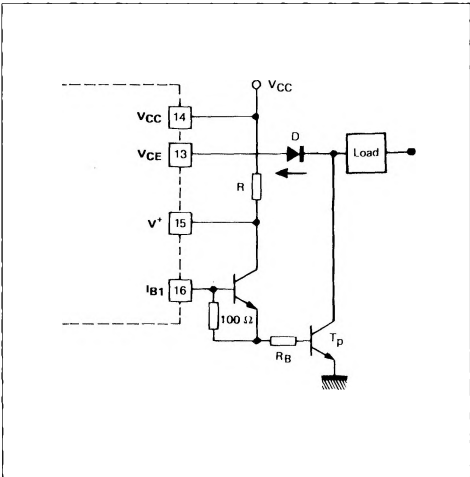 VCC
VCC 14
D
VCE 13
Load
R
V+ 15
IB1 16
100 Ω
RB
Tp